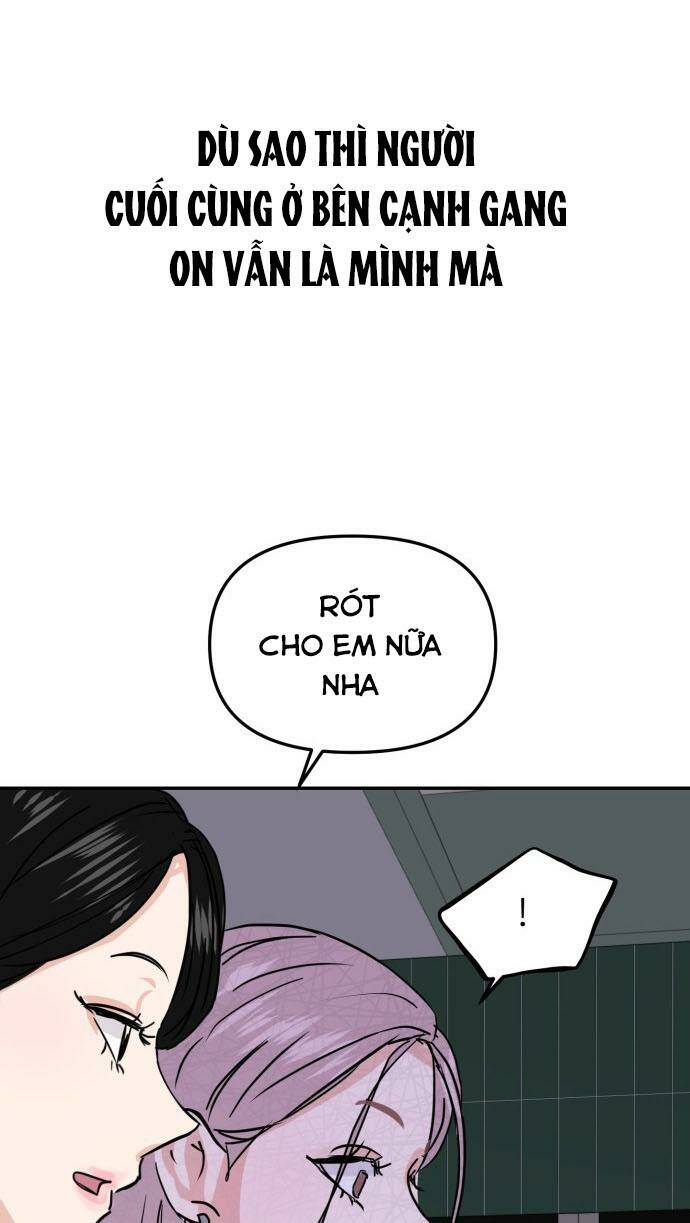 DÙ SAO THÌ NGƯỜI
CUỐI CÙNG Ở BÊN CẠNH GANG
ON VẪN LÀ MÌNH MÀ
RÓT
CHO EM NỮA
NHA
!